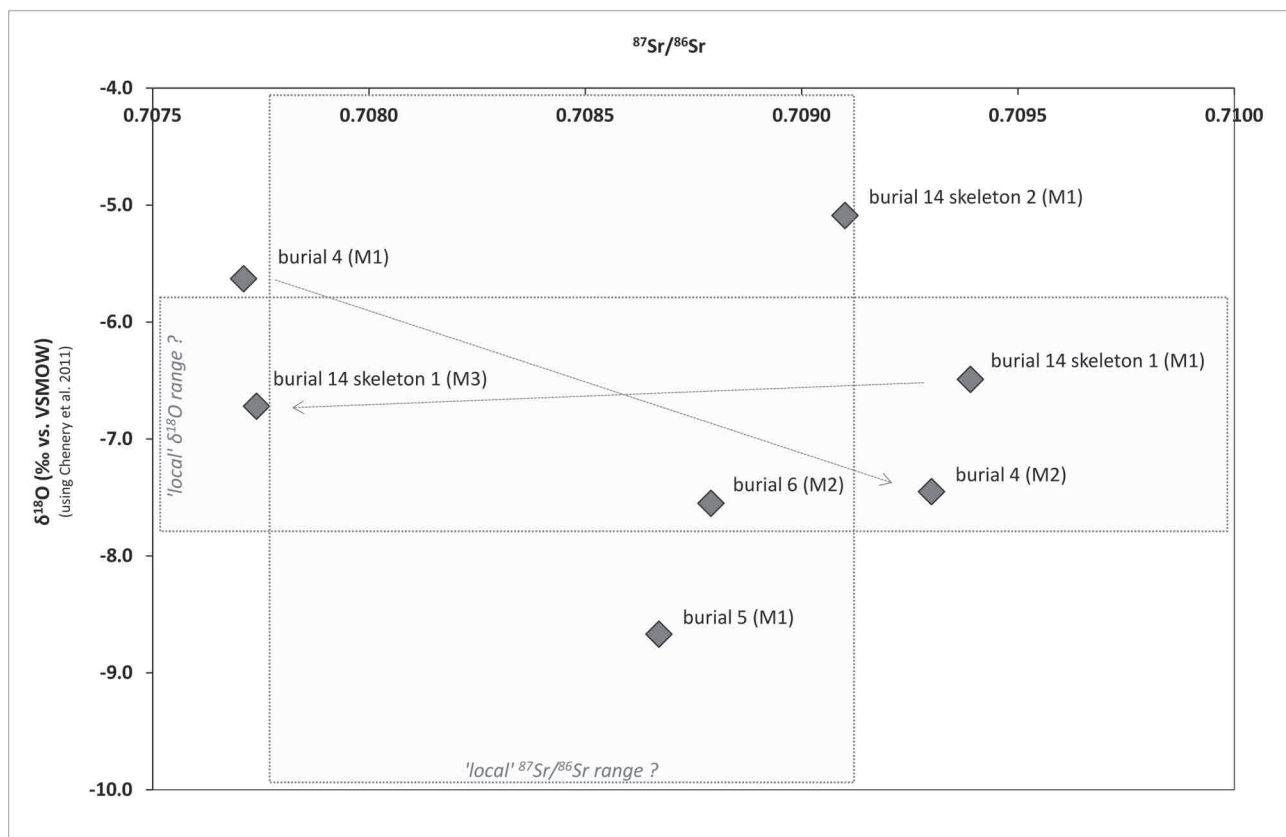 ⁸⁷Sr/⁸⁶Sr
-4.0
0.7075
0.7080
0.7085
0.7090
0.7095
0.7100
burial 14 skeleton 2 (M1)
-5.0
burial 4 (M1)
-6.0
burial 14 skeleton 1 (M1)
burial 14 skeleton 1 (M3)
-7.0
burial 6 (M2)
burial 4 (M2)
-8.0
burial 5 (M1)
-9.0
-10.0
'local' δ¹⁸O range ?
'local' ⁸⁷Sr/⁸⁶Sr range ?
δ¹⁸O (‰ vs. VSMOW)
(using Chenery et al. 2011)